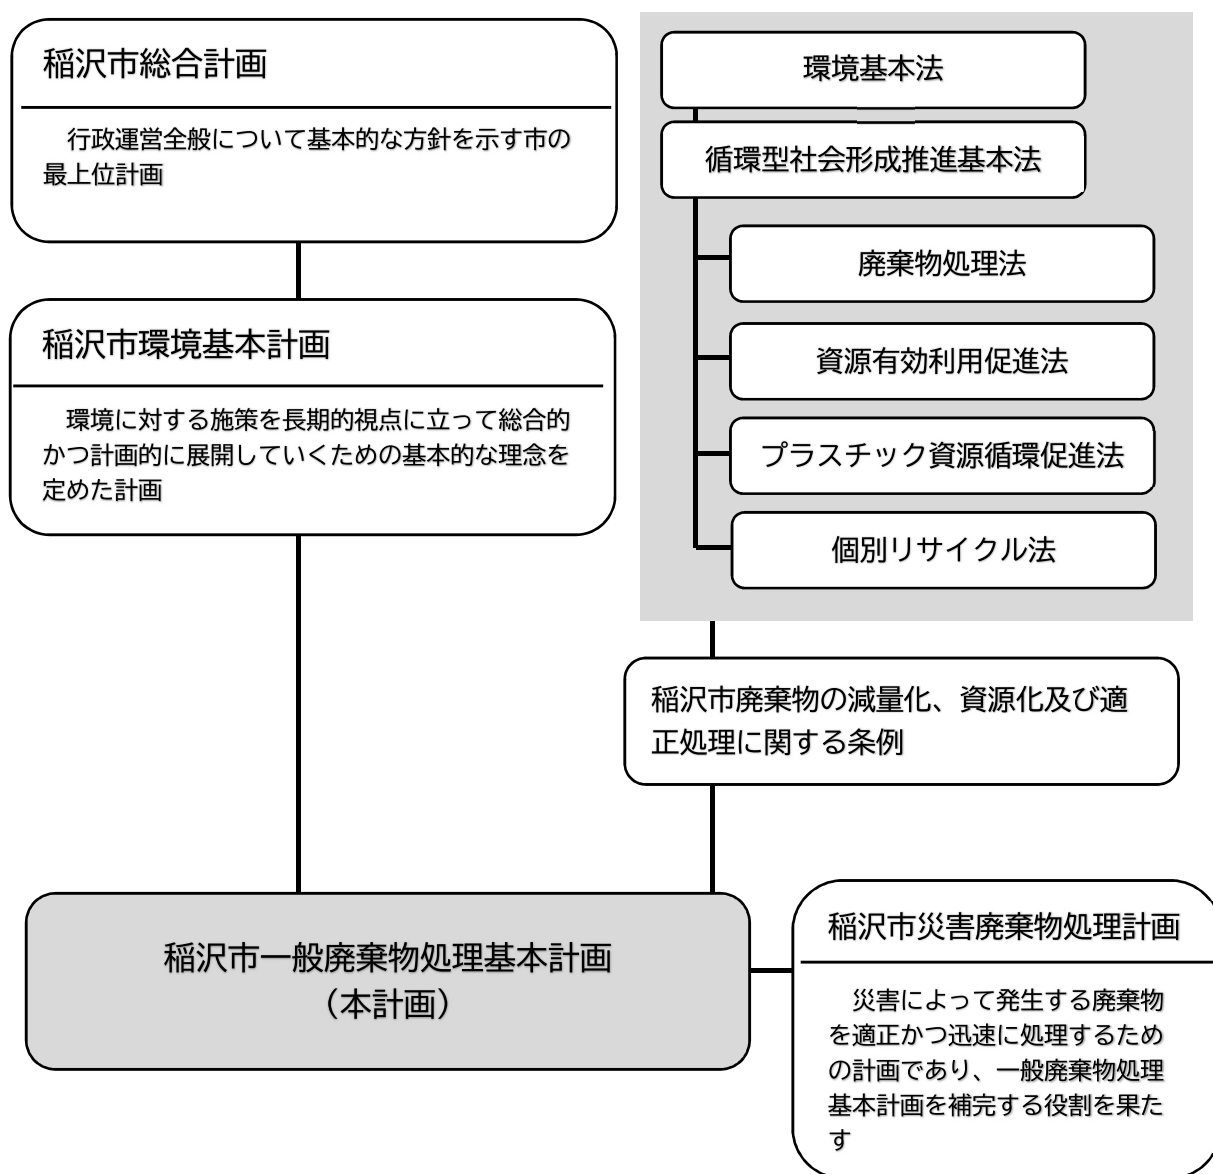 稲沢市総合計画
行政運営全般について基本的な方針を示す市の
最上位計画
稲沢市環境基本計画
環境に対する施策を長期的視点に立って総合的
かつ計画的に展開していくための基本的な理念を
定めた計画
環境基本法
循環型社会形成推進基本法
廃棄物処理法
資源有効利用促進法
プラスチック資源循環促進法
個別リサイクル法
稲沢市廃棄物の減量化、資源化及び適
正処理に関する条例
稲沢市一般廃棄物処理基本計画
（本計画）
稲沢市災害廃棄物処理計画
災害によって発生する廃棄物
を適正かつ迅速に処理するため
の計画であり、一般廃棄物処理
基本計画を補完する役割を果た
す